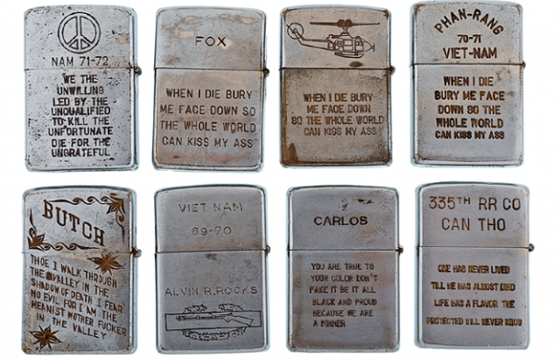 NAM 71-72
WE THE
UNWILLING
LED BY THE
UNQUALIFIED
TO KILL THE
UNFORTUNATE
DIE FOR THE
UNGRATEFUL
FOX
WHEN I DIE BURY
ME FACE DOWN SO
THE WHOLE WORLD
CAN KISS MY ASS
WHEN I DIE BURY
ME FACE DOWN
SO THE WHOLE WORLD
CAN KISS MY ASS
PHAN-RANG
70-71
VIET-NAM
WHEN I DIE
BURY ME FACE
DOWN SO THE
WHOLE WORLD
CAN KISS MY ASS
BUTCH
THOE I WALK THROUGH
THE VALLEY IN THE
SHADOW OF DEATH I FEAR
NO EVIL FOR I AM THE
MEANIST MOTHER FUCKER
IN THE VALLEY
VIET NAM
69-70
ALVIN R. ROCKS
CARLOS
YOU ARE TRUE TO
YOUR COLOR DON'T
FAKE IT BE IT ALL
BLACK AND PROUD
BECAUSE WE ARE
A WINNER
335TH RR CO
CAN THO
ONE HAS NEVER LIVED
TILL HE HAS ALMOST DIED
LIFE HAS A FLAVOR THE
PROTECTED WILL NEVER KNOW